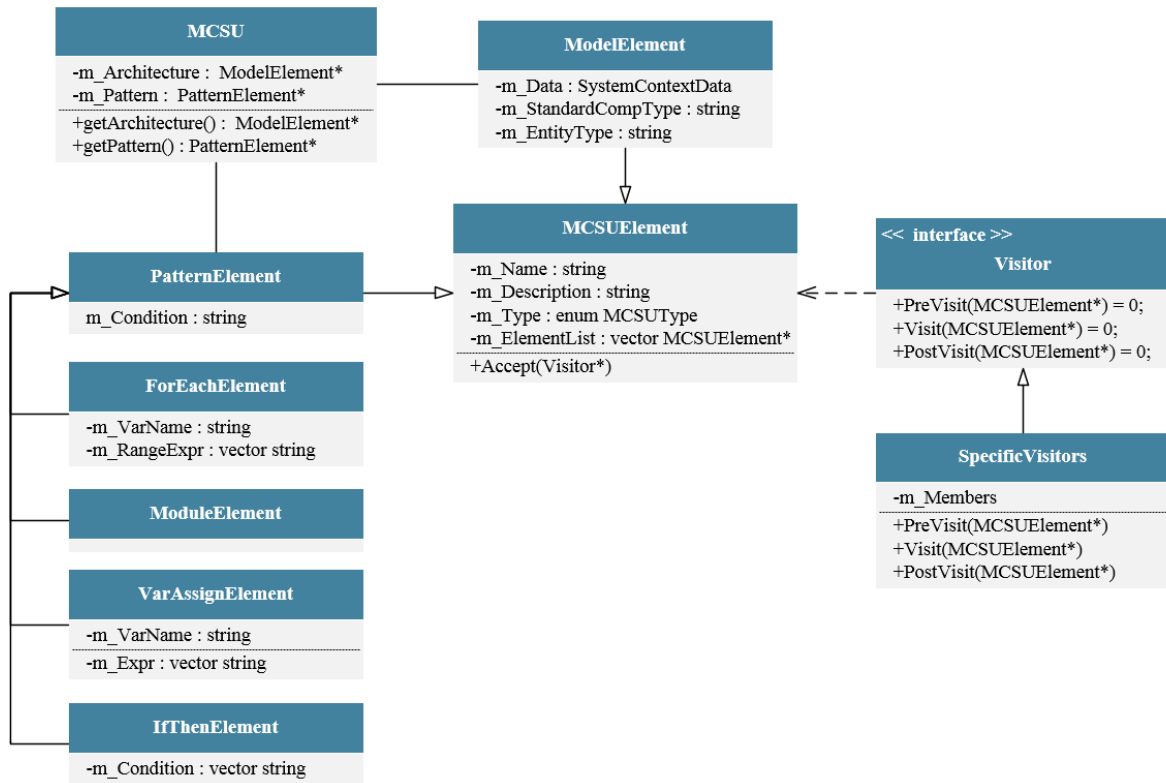 MCSU
-m_Architecture : ModelElement*
-m_Pattern : PatternElement*
+getArchitecture() : ModelElement*
+getPattern() : PatternElement*
ModelElement
-m_Data : SystemContextData
-m_StandardCompType : string
-m_EntityType : string
MCSUElement
-m_Name : string
-m_Description : string
-m_Type : enum MCSUType
-m_ElementList : vector MCSUElement*
+Accept(Visitor*)
<< interface >>
Visitor
+PreVisit(MCSUElement*) = 0;
+Visit(MCSUElement*) = 0;
+PostVisit(MCSUElement*) = 0;
PatternElement
m_Condition : string
ForEachElement
-m_VarName : string
-m_RangeExpr : vector string
ModuleElement
VarAssignElement
-m_VarName : string
-m_Expr : vector string
IfThenElement
-m_Condition : vector string
SpecificVisitors
-m_Members
+PreVisit(MCSUElement*)
+Visit(MCSUElement*)
+PostVisit(MCSUElement*)